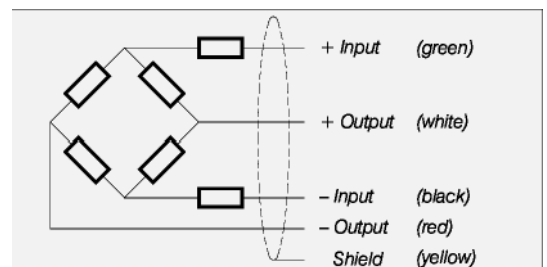 + Input (green)
+ Output (white)
– Input (black)
– Output (red)
Shield (yellow)